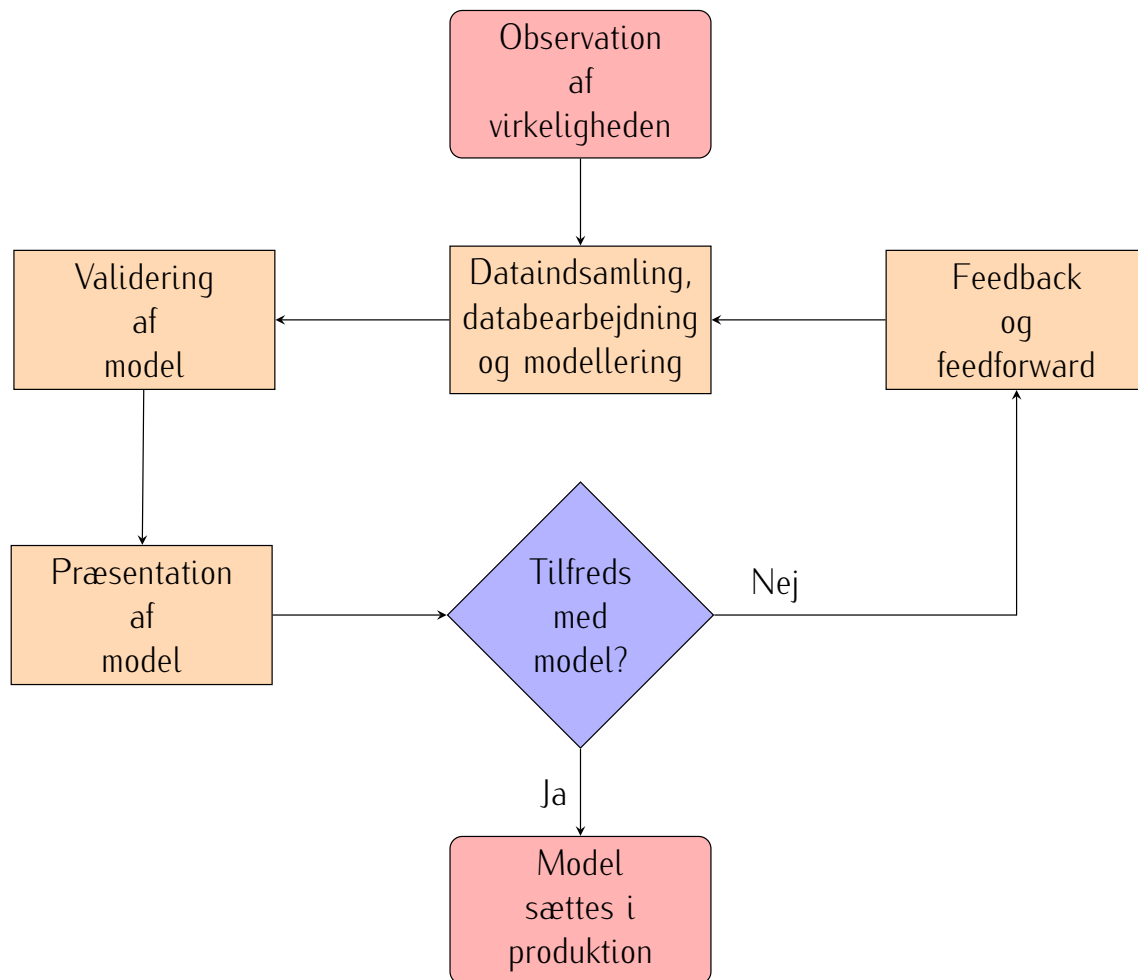 Observation
af
virkeligheden
Validering
af
model
Dataindsamling,
databearbejdning
og modellering
Feedback
og
feedforward
Præsentation
af
model
Tilfreds
med
model?
Nej
Ja
Model
sættes i
produktion